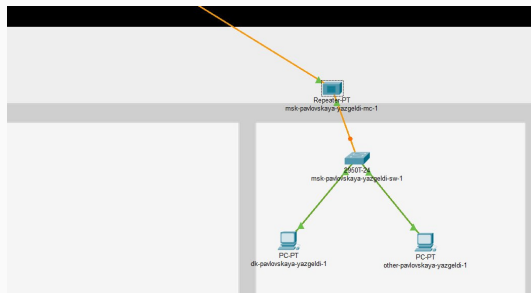 Repeater-PT
msk-pavlovskaya-yazgeldi-mc-1
2950T-24
msk-pavlovskaya-yazgeldi-sw-1
PC-PT
dk-pavlovskaya-yazgeldi-1
PC-PT
other-pavlovskaya-yazgeldi-1